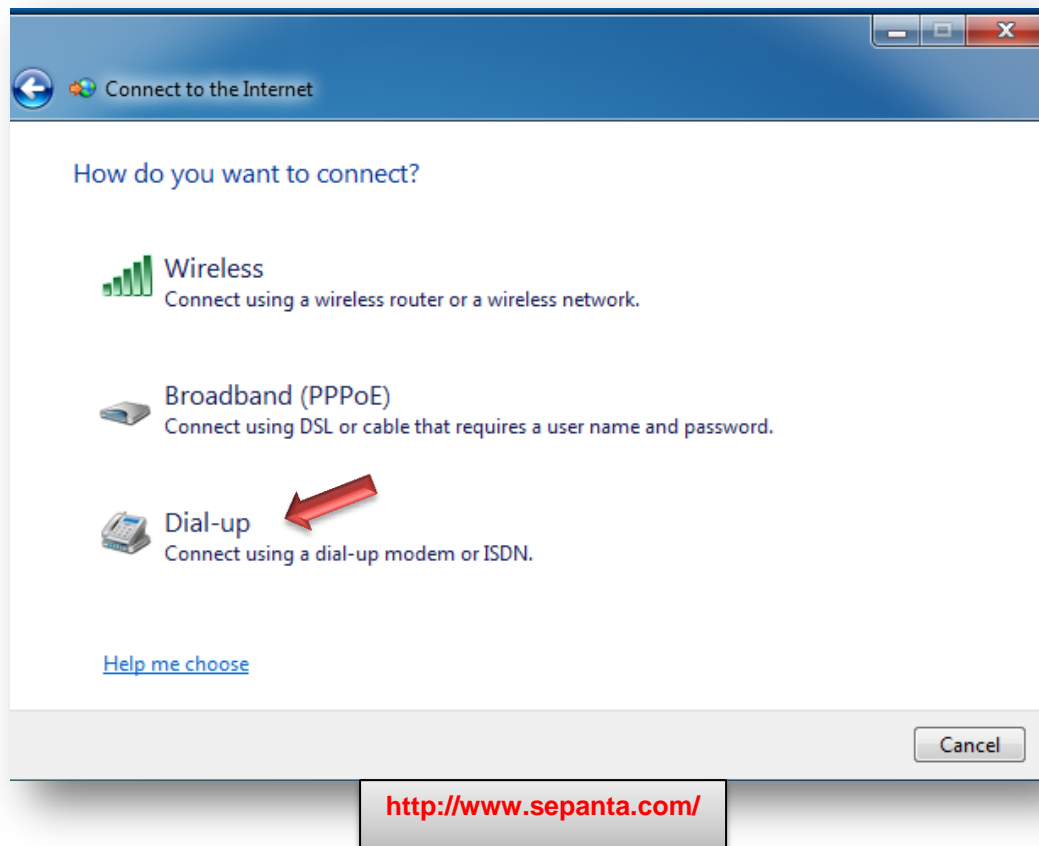 Connect to the Internet
How do you want to connect?
Wireless
Connect using a wireless router or a wireless network.
Broadband (PPPoE)
Connect using DSL or cable that requires a user name and password.
Dial-up
Connect using a dial-up modem or ISDN.
Help me choose
Cancel
http://www.sepanta.com/